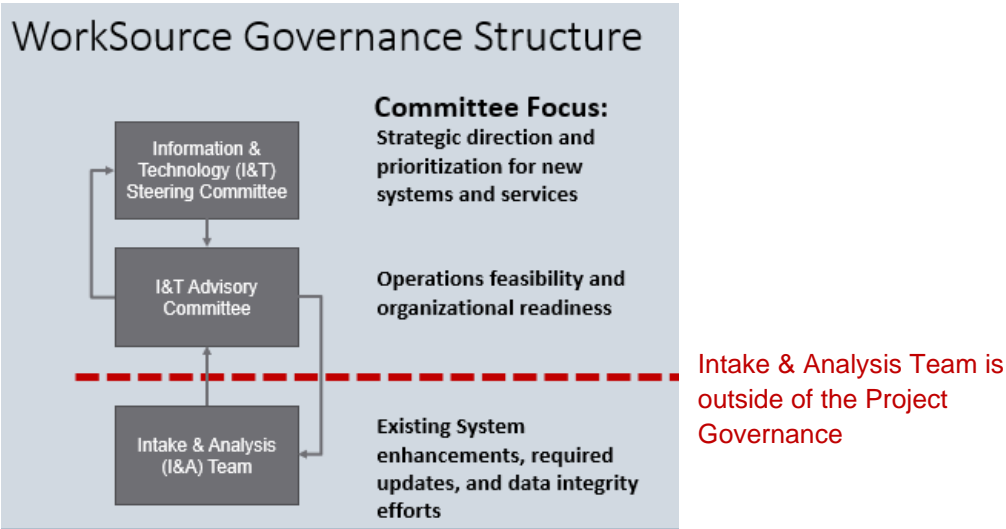 WorkSource Governance Structure
Committee Focus:
Information &
Technology (I&T)
Steering Committee
Strategic direction and
prioritization for new
systems and services
I&T Advisory
Committee
Operations feasibility and
organizational readiness
Intake & Analysis Team is
outside of the Project
Governance
Intake & Analysis
(I&A) Team
Existing System
enhancements, required
updates, and data integrity
efforts